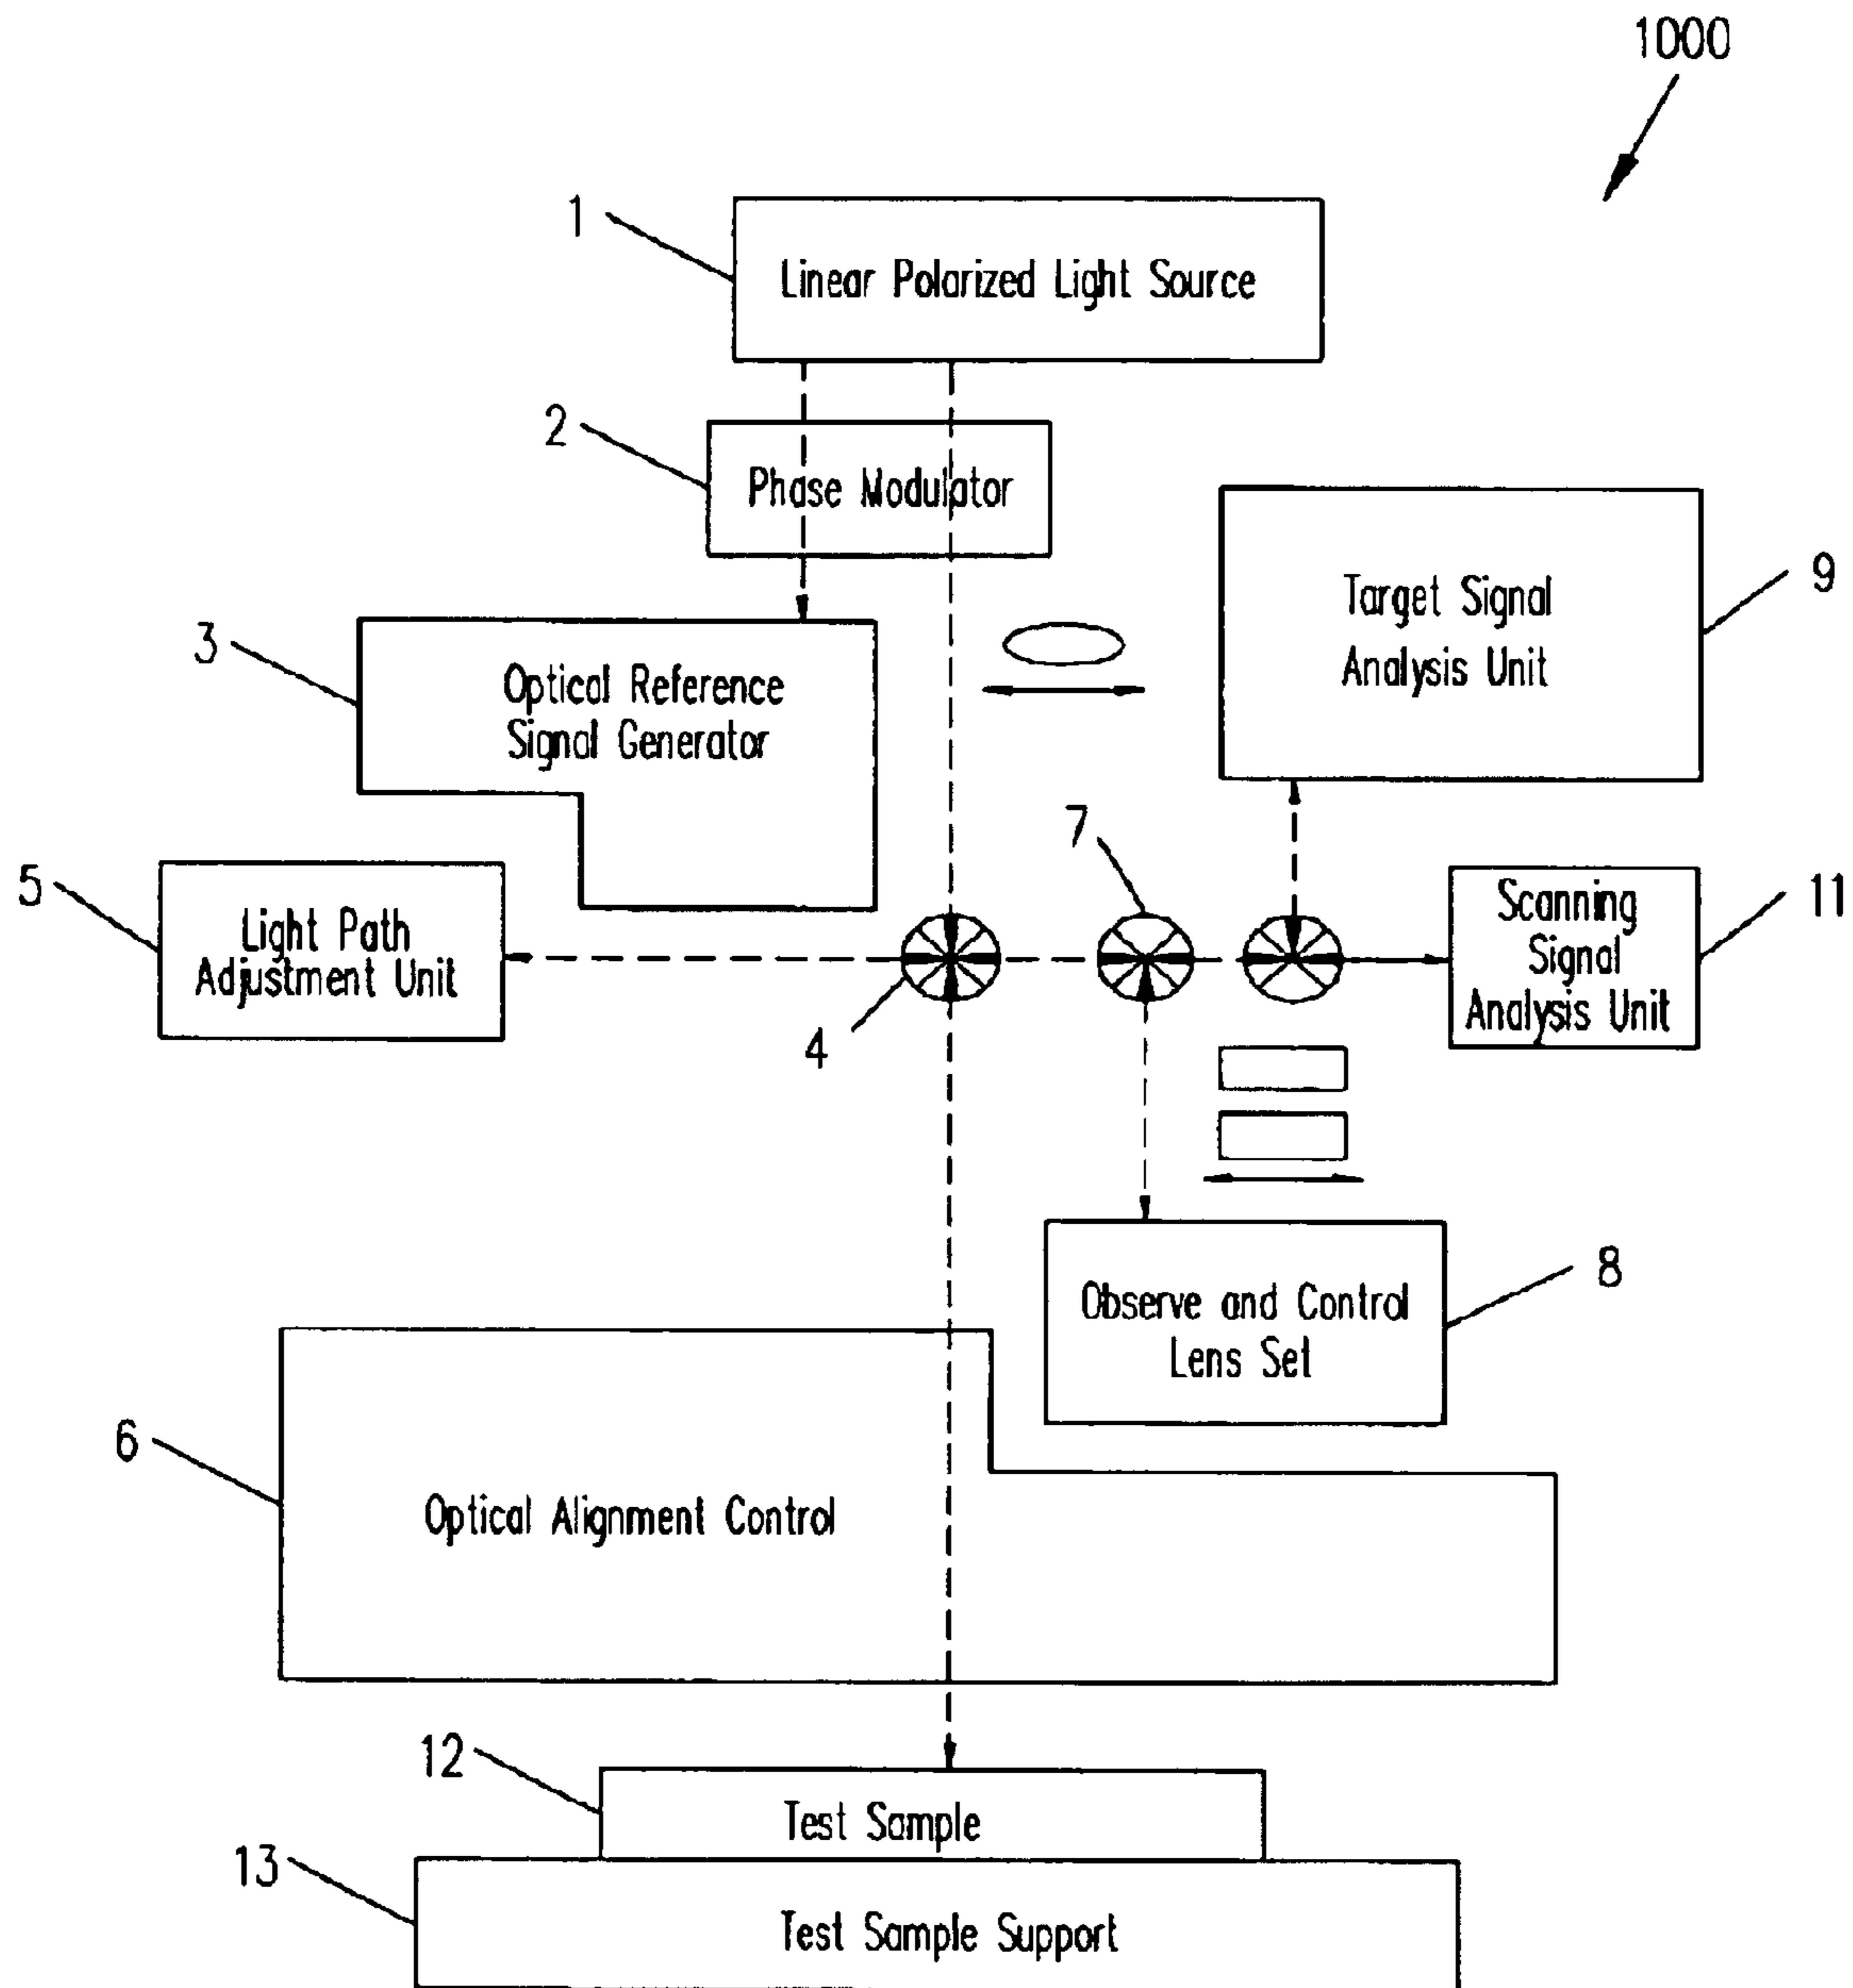 1000
1
Linear Polarized Light Source
2
Phase Modulator
3
Optical Reference
Signal Generator
9
Target Signal
Analysis Unit
5
Light Path
Adjustment Unit
4
7
11
Scanning
Signal
Analysis Unit
8
Observe and Control
Lens Set
6
Optical Alignment Control
12
Test Sample
13
Test Sample Support